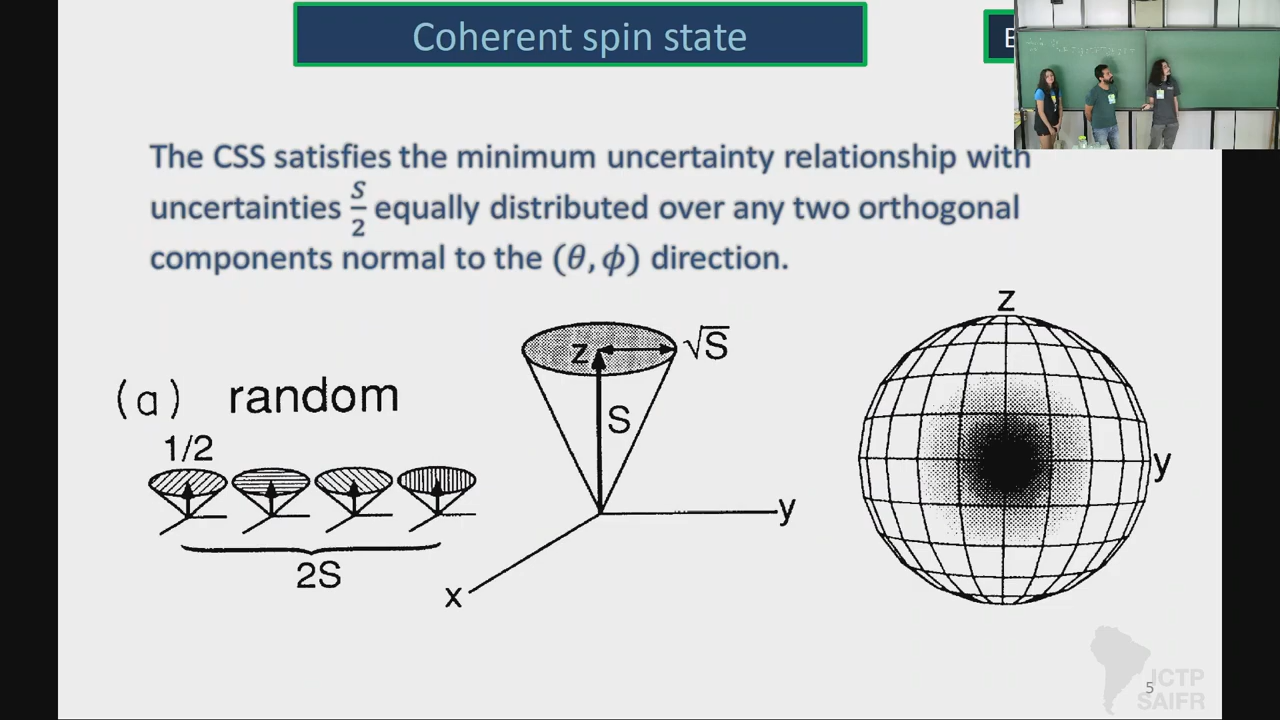 Coherent spin state
The CSS satisfies the minimum uncertainty relationship with
uncertainties S/2 equally distributed over any two orthogonal
components normal to the (θ, ϕ) direction.
(a) random
1/2
2S
z
√S
S
y
x
z
y
5
ICTP
SAIFR